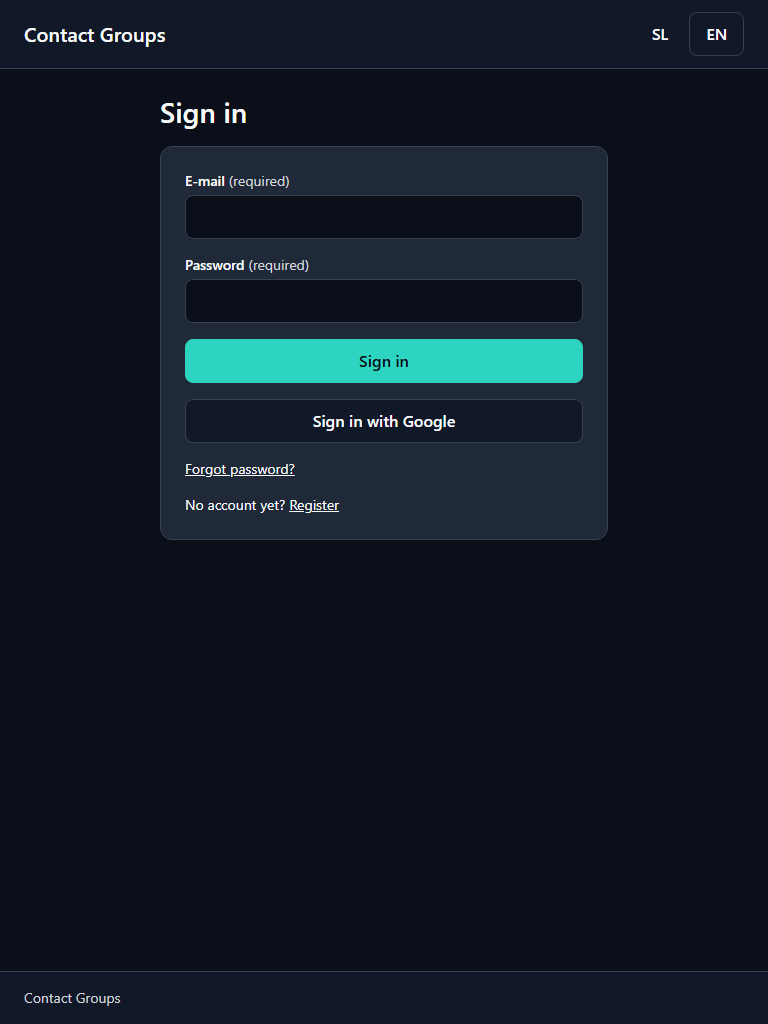 Contact Groups
SL EN
Sign in
E-mail (required)
Password (required)
Sign in
Sign in with Google
Forgot password?
No account yet? Register
Contact Groups